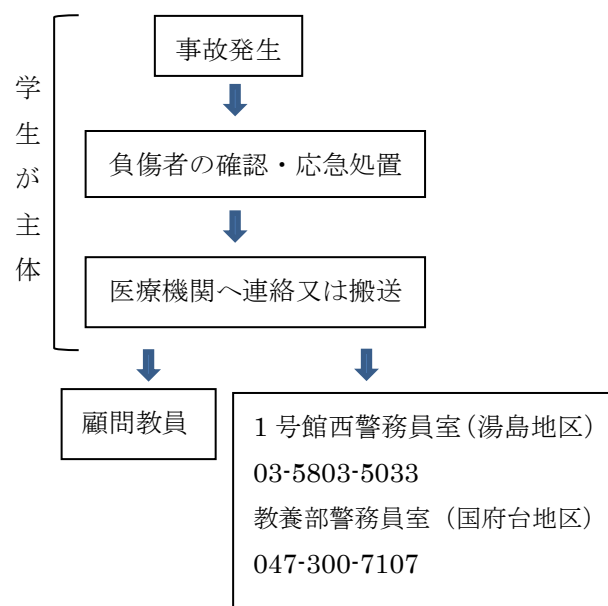 学生が主体
事故発生
負傷者の確認・応急処置
医療機関へ連絡又は搬送
顧問教員
1 号館西警務員室(湯島地区)
03-5803-5033
教養部警務員室（国府台地区）
047-300-7107